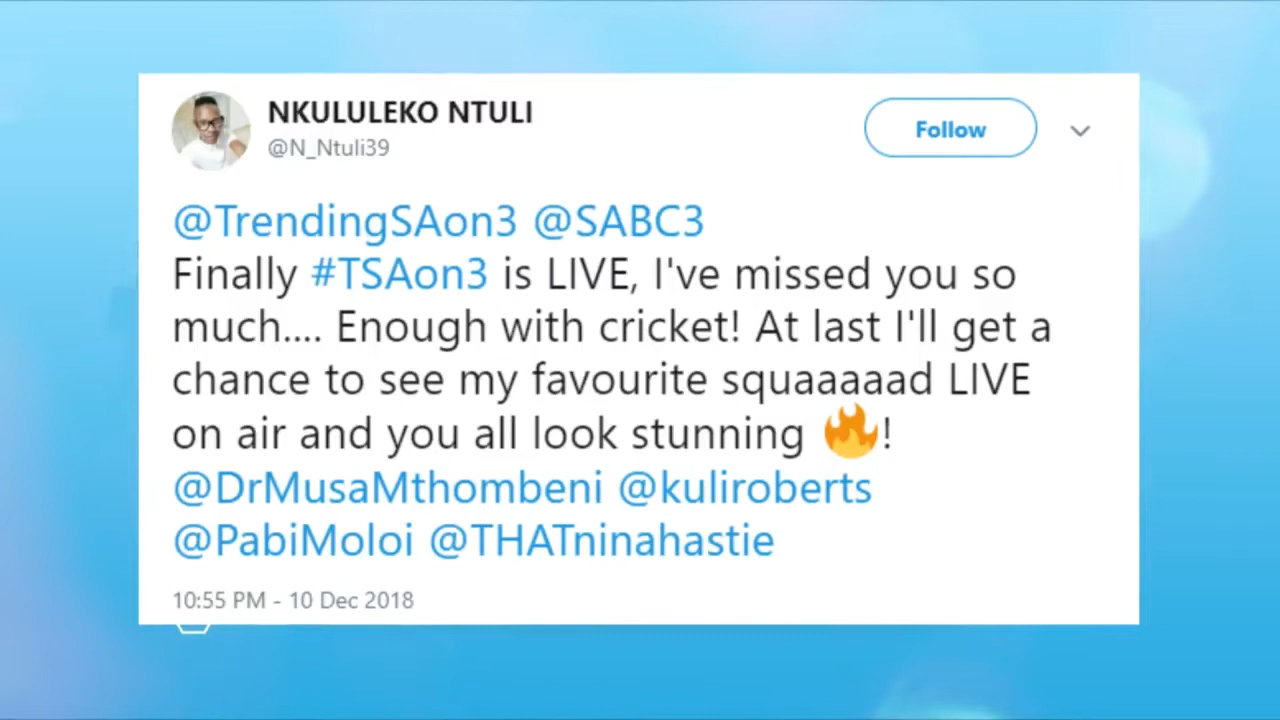 NKULULEKO NTULI
@N_Ntuli39
Follow
@TrendingSAon3 @SABC3
Finally #TSAon3 is LIVE, I've missed you so
much.... Enough with cricket! At last I'll get a
chance to see my favourite squaaaaad LIVE
on air and you all look stunning 🔥!
@DrMusaMthombeni @kuliroberts
@PabiMoloi @THATninahastie
10:55 PM - 10 Dec 2018